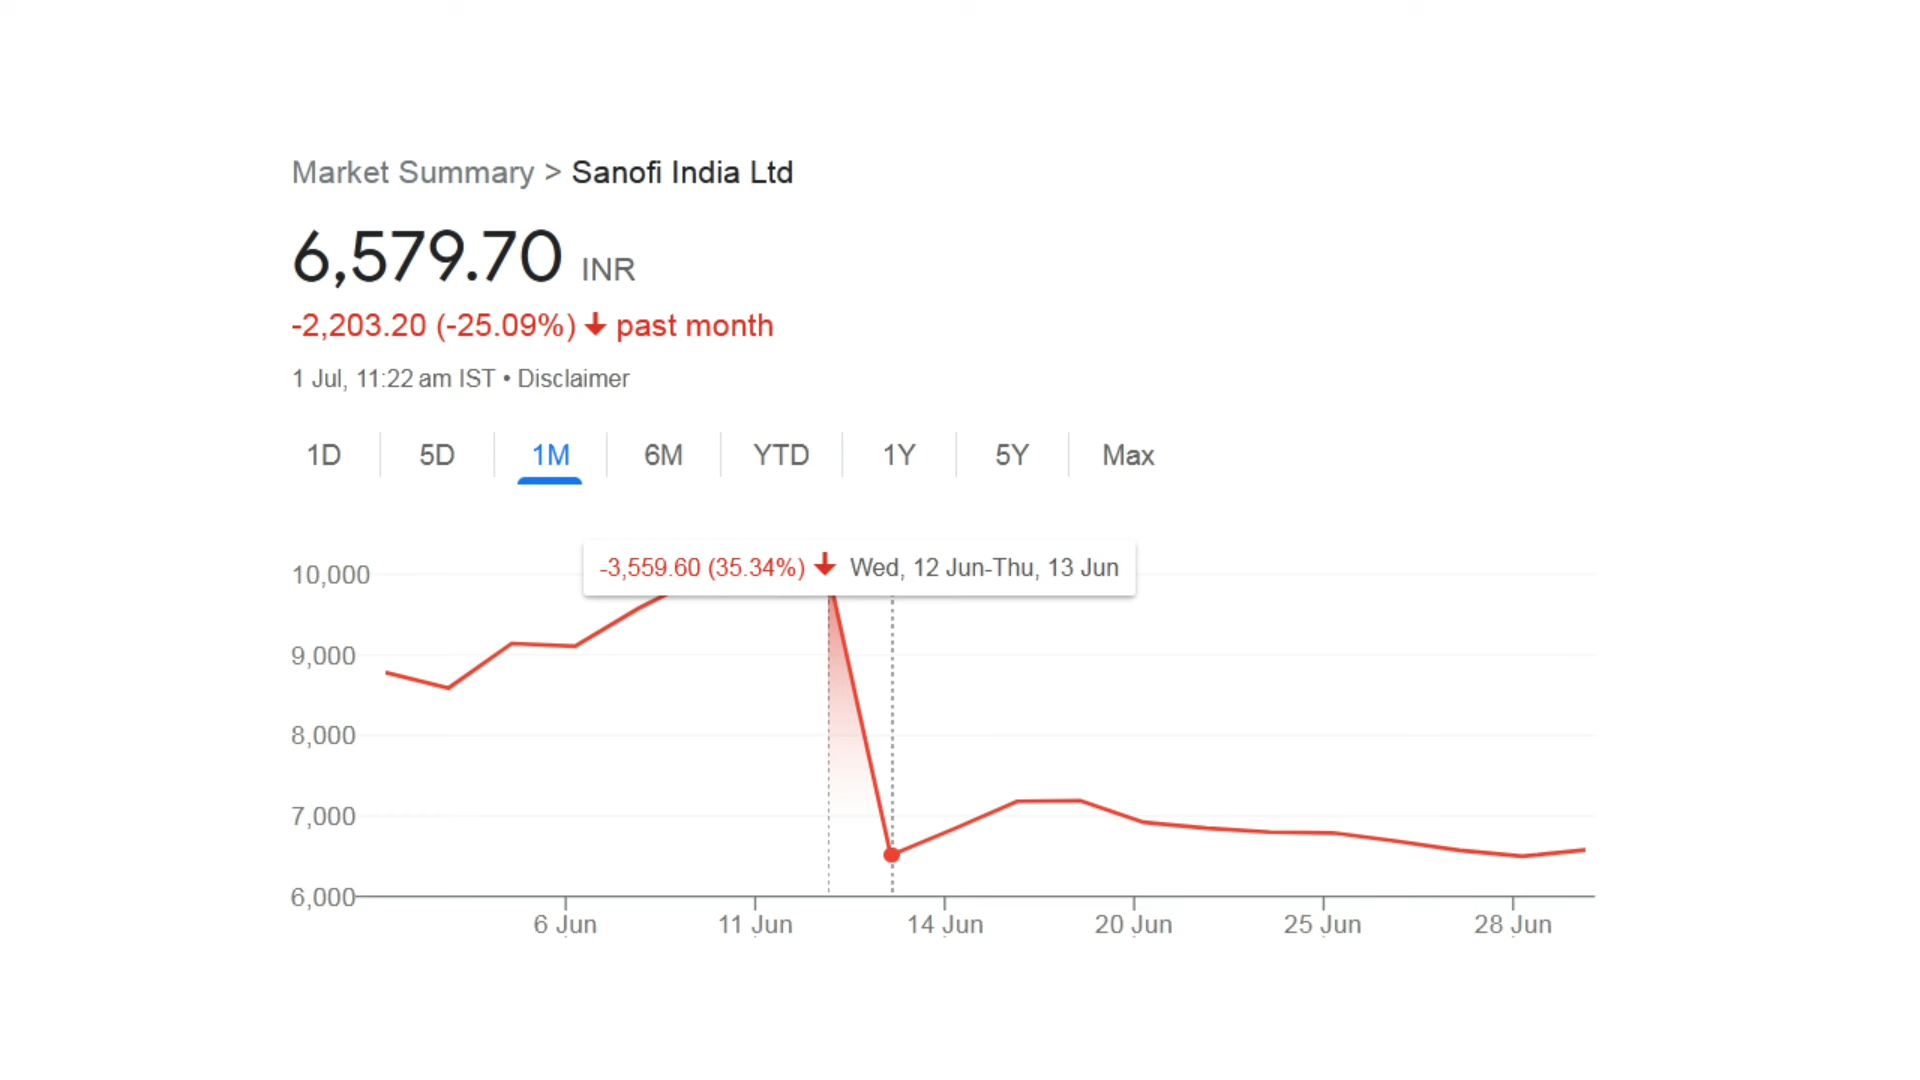 Market Summary > Sanofi India Ltd
6,579.70 INR
-2,203.20 (-25.09%) ↓ past month
1 Jul, 11:22 am IST • Disclaimer
1D 5D 1M 6M YTD 1Y 5Y Max
-3,559.60 (35.34%) ↓ Wed, 12 Jun-Thu, 13 Jun
10,000
9,000
8,000
7,000
6,000
6 Jun 11 Jun 14 Jun 20 Jun 25 Jun 28 Jun